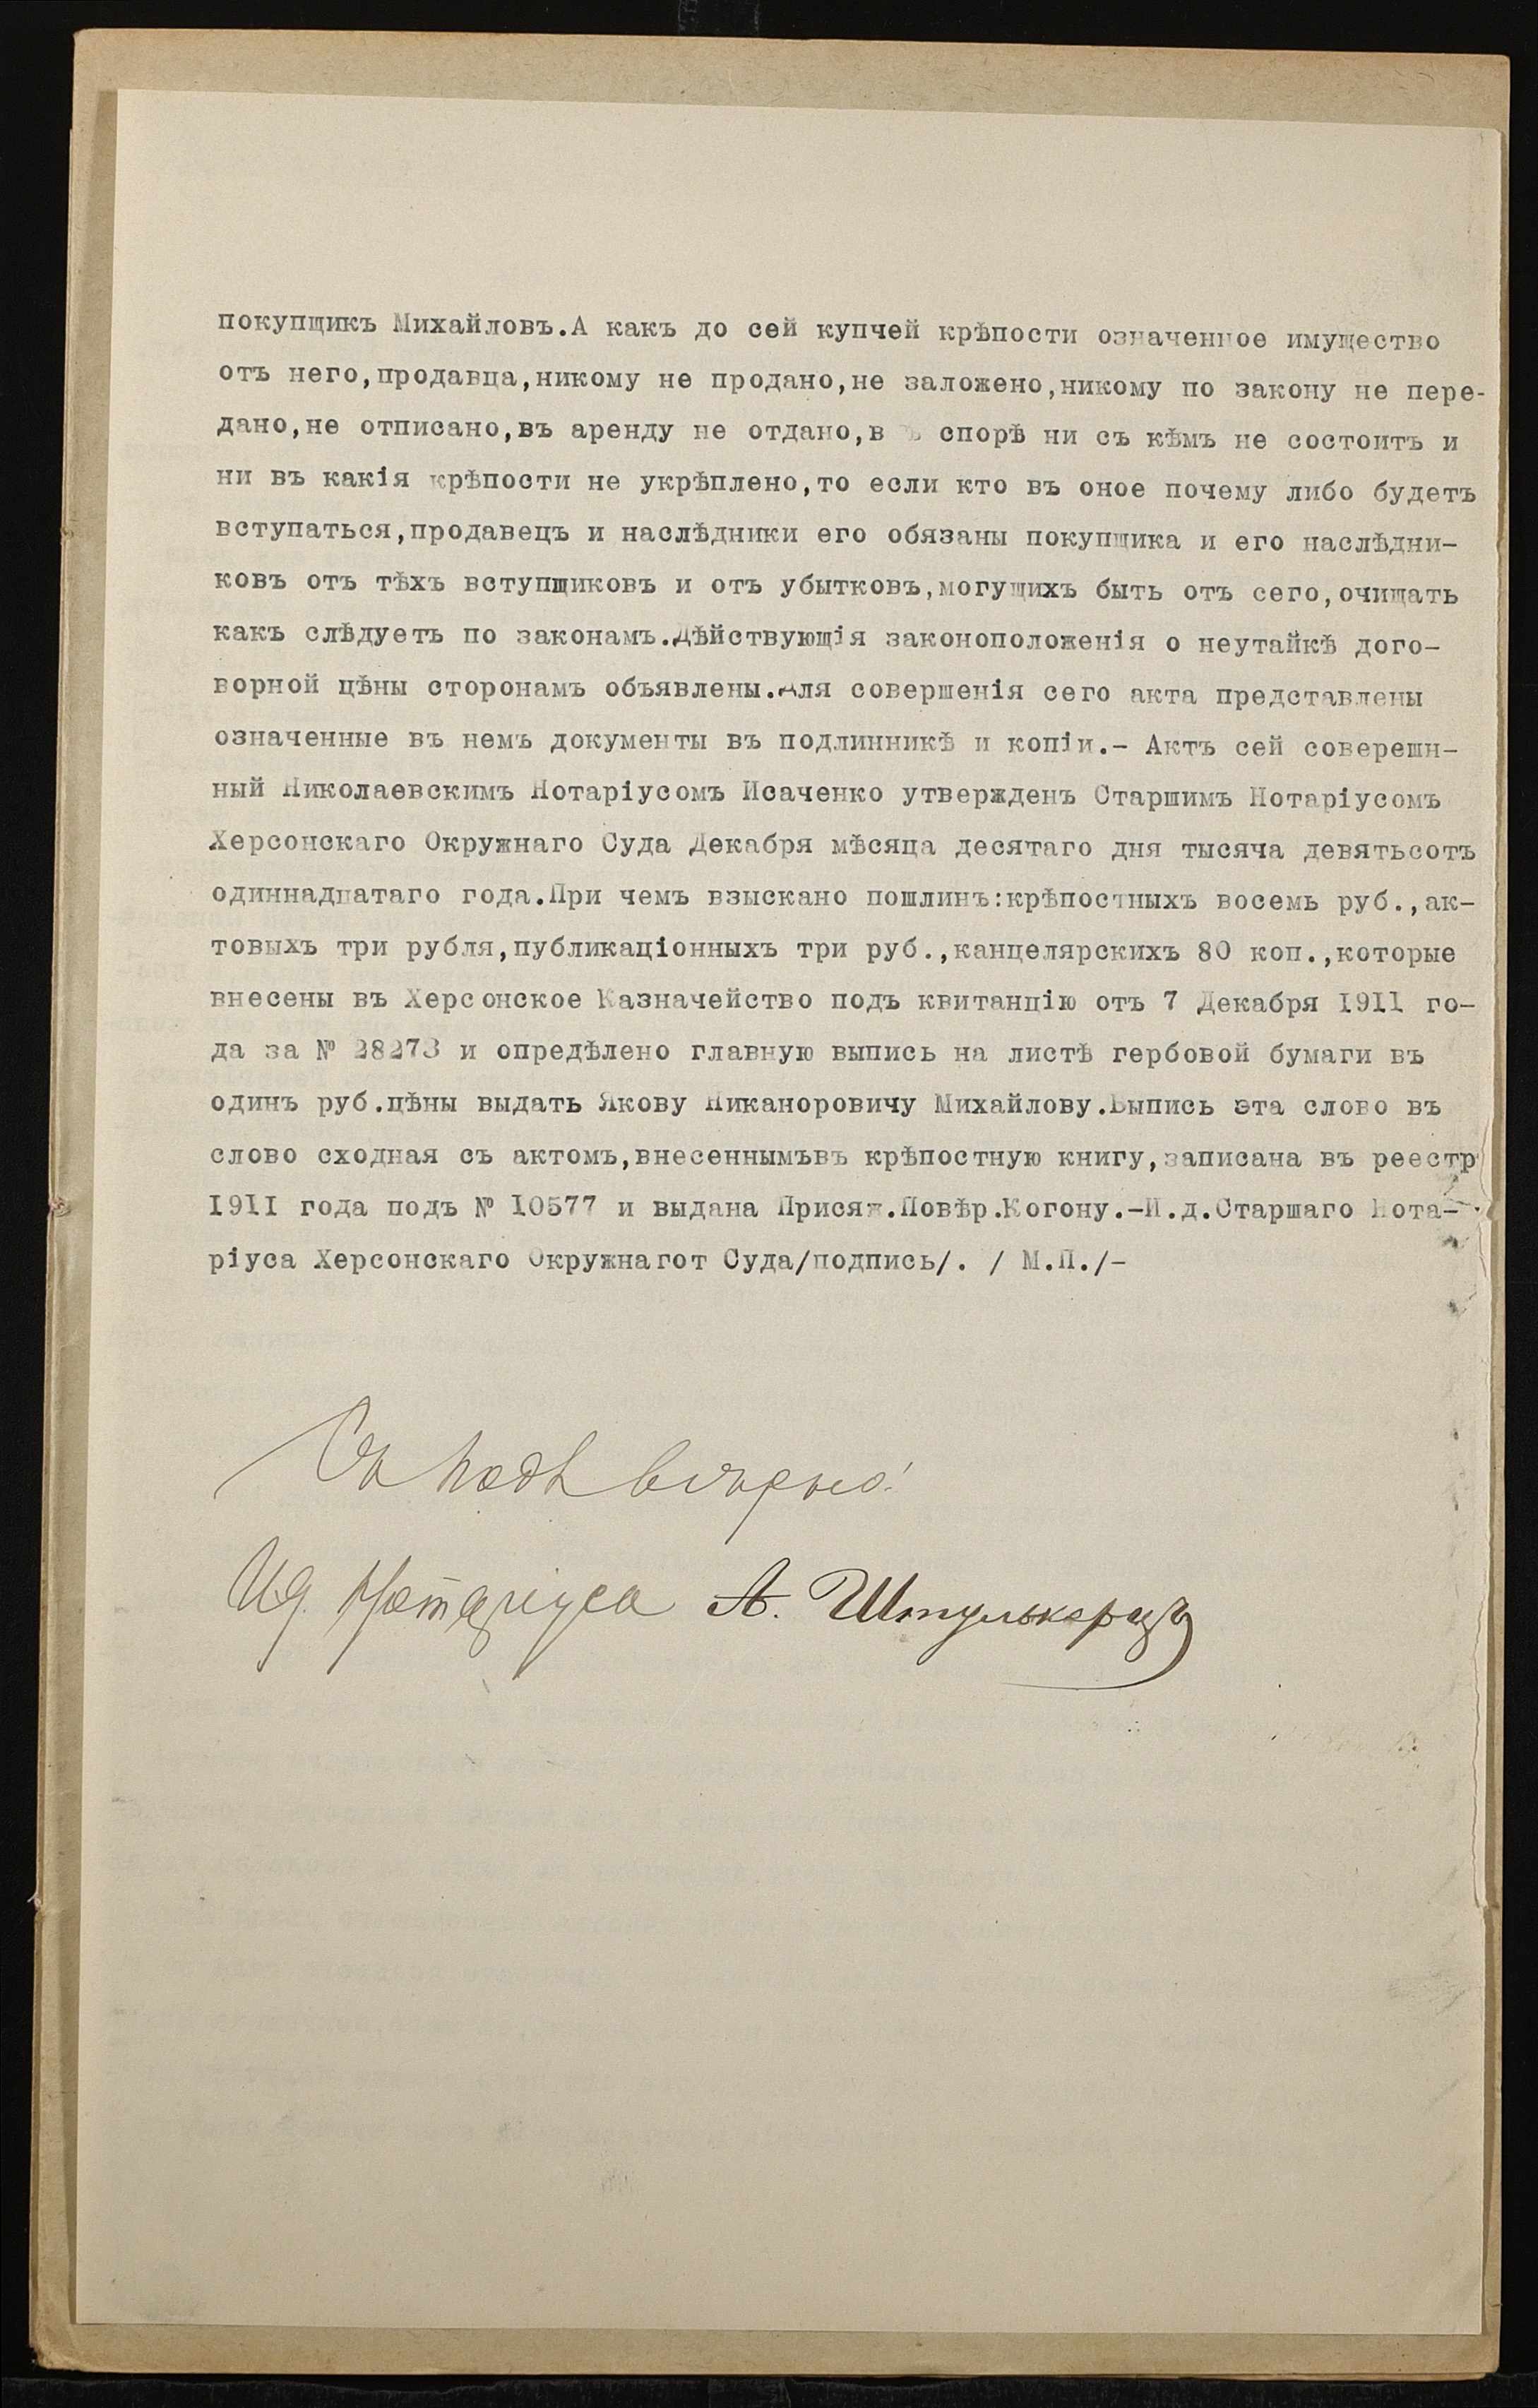 покупщикъ Михайловъ.А какъ до сей купчей крѣпости означенное имущество
отъ него,продавца,никому не продано,не заложено,никому по закону не пере-
дано,не отписано,въ аренду не отдано,в ъ спорѣ ни съ кѣмъ не состоитъ и
ни въ какія крѣпости не укрѣплено,то если кто въ оное почему либо будетъ
вступаться,продавецъ и наслѣдники его обязаны покупщика и его наслѣдни-
ковъ отъ тѣхъ вступщиковъ и отъ убытковъ,могущихъ быть отъ сего,очищать
какъ слѣдуетъ по законамъ.Дѣйствующія законоположенія о неутайкѣ дого-
ворной цѣны сторонамъ объявлены.Для совершенія сего акта представлены
означенные въ немъ документы въ подлинникѣ и копіи.- Актъ сей соверешн-
ный Николаевскимъ Нотаріусомъ Исаченко утвержденъ Старшимъ Нотаріусомъ
Херсонскаго Окружнаго Суда Декабря мѣсяца десятаго дня тысяча девятьсотъ
одиннадцатаго года.При чемъ взыскано пошлинъ:крѣпостныхъ восемь руб.,ак-
товыхъ три рубля,публикаціонныхъ три руб.,канцелярскихъ 80 коп.,которые
внесены въ Херсонское Казначейство подъ квитанцію отъ 7 Декабря 1911 го-
да за № 28273 и опредѣлено главную выпись на листѣ гербовой бумаги въ
одинъ руб.цѣны выдать Якову Никаноровичу Михайлову.Выпись эта слово въ
слово сходная съ актомъ,внесеннымъвъ крѣпостную книгу,записана въ реестр
1911 года подъ № 10577 и выдана Присяж.Повѣр.Когону.-И.д.Старшаго Нота-
ріуса Херсонскаго Окружнагот Суда/подпись/. / М.П./-
Съ подл вѣрно:
Ид. Нотаріуса А.